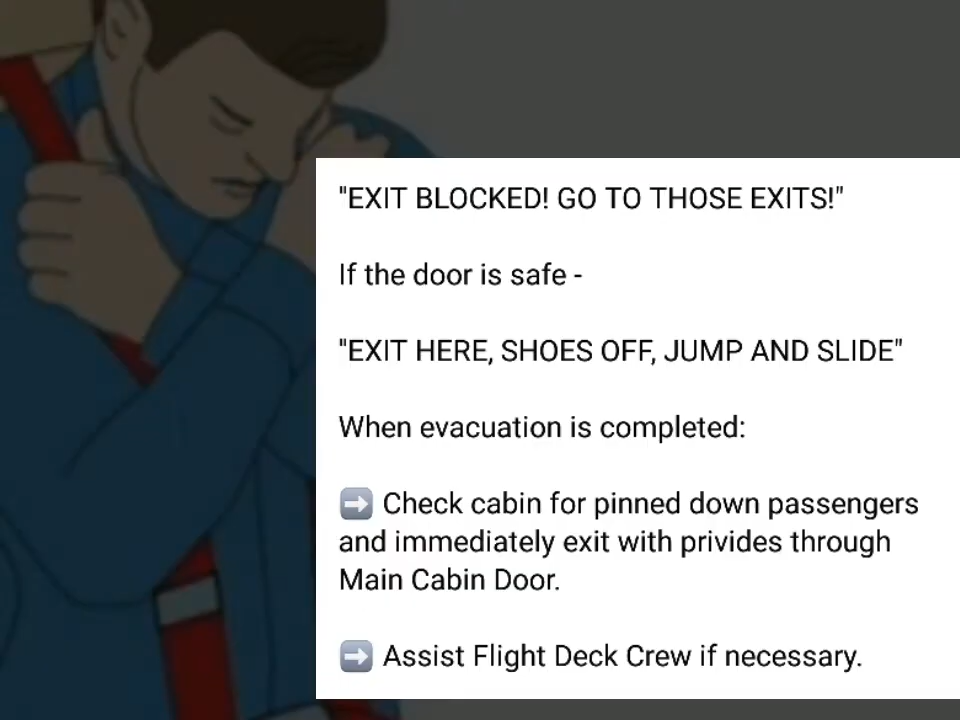 "EXIT BLOCKED! GO TO THOSE EXITS!"
If the door is safe -
"EXIT HERE, SHOES OFF, JUMP AND SLIDE"
When evacuation is completed:
➡️ Check cabin for pinned down passengers
and immediately exit with privides through
Main Cabin Door.
➡️ Assist Flight Deck Crew if necessary.